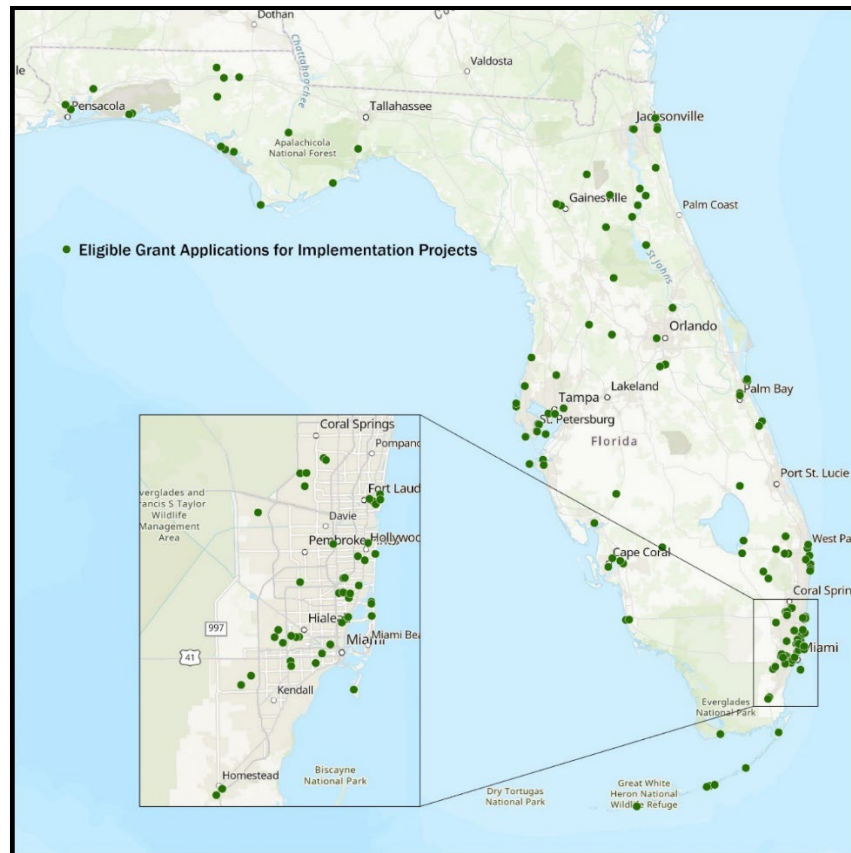 Dothan
Chattahoochee
Valdosta
Pensacola
Tallahassee
Jacksonville
Apalachicola
National Forest
Gainesville
Palm Coast
Eligible Grant Applications for Implementation Projects
St Johns
Orlando
Palm Bay
Lakeland
Tampa
St. Petersburg
Florida
Port St. Lucie
Coral Springs
Pompano
Everglades and
Francis S Taylor
Wildlife
Management
Area
Fort Laud
Davie
Pembroke
Hollywood
West Pa
Cape Coral
Coral Sprin
997
Hialeah
Miami
Miami Bea
41
Kendall
Miami
Everglades
National Park
Homestead
Biscayne
National Park
Dry Tortugas
National Park
Great White
Heron National
Wildlife Refuge